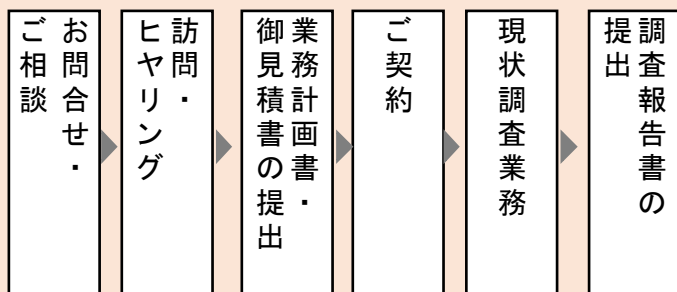 お問合せ・
ご相談
訪問・
ヒヤリング
業務計画書・
御見積書の提出
ご契約
現状調査業務
調査報告書の
提出